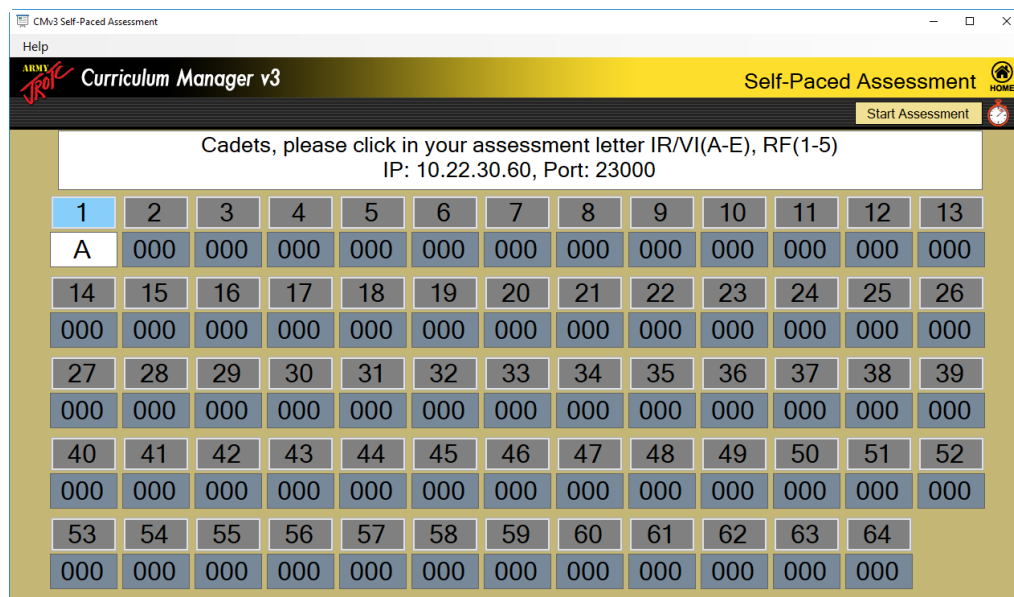 CMv3 Self-Paced Assessment
Help
ARMY JROTC Curriculum Manager v3 Self-Paced Assessment HOME
Start Assessment
Cadets, please click in your assessment letter IR/VI(A-E), RF(1-5)
IP: 10.22.30.60, Port: 23000
1 2 3 4 5 6 7 8 9 10 11 12 13
A 000 000 000 000 000 000 000 000 000 000 000 000
14 15 16 17 18 19 20 21 22 23 24 25 26
000 000 000 000 000 000 000 000 000 000 000 000 000
27 28 29 30 31 32 33 34 35 36 37 38 39
000 000 000 000 000 000 000 000 000 000 000 000 000
40 41 42 43 44 45 46 47 48 49 50 51 52
000 000 000 000 000 000 000 000 000 000 000 000 000
53 54 55 56 57 58 59 60 61 62 63 64
000 000 000 000 000 000 000 000 000 000 000 000